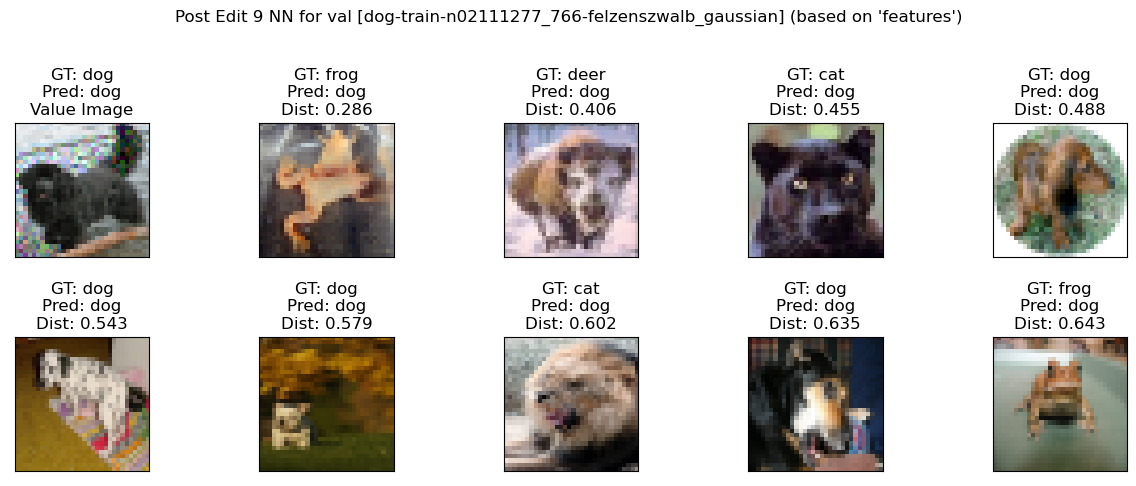 Post Edit 9 NN for val [dog-train-n02111277_766-felzenszwalb_gaussian] (based on 'features')
GT: dog
Pred: dog
Value Image
GT: frog
Pred: dog
Dist: 0.286
GT: deer
Pred: dog
Dist: 0.406
GT: cat
Pred: dog
Dist: 0.455
GT: dog
Pred: dog
Dist: 0.488
GT: dog
Pred: dog
Dist: 0.543
GT: dog
Pred: dog
Dist: 0.579
GT: cat
Pred: dog
Dist: 0.602
GT: dog
Pred: dog
Dist: 0.635
GT: frog
Pred: dog
Dist: 0.643